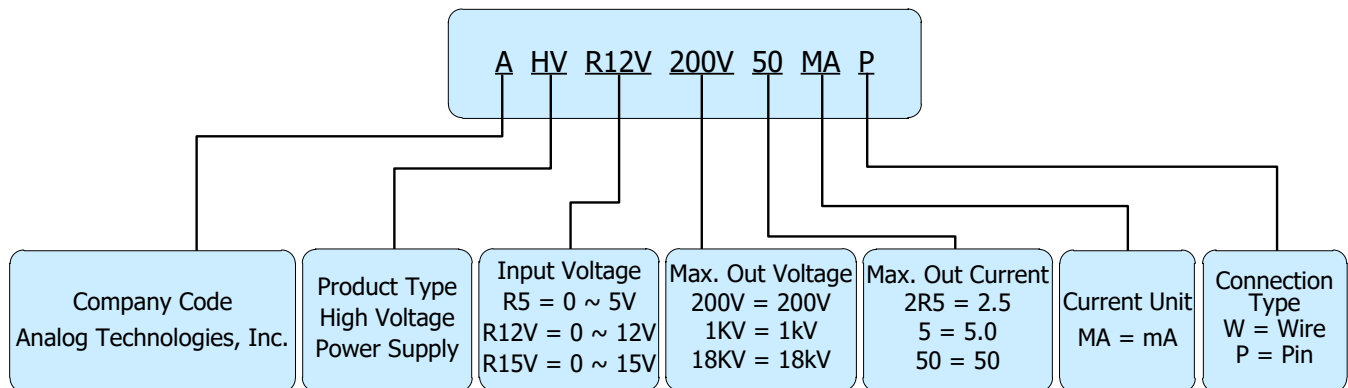 A HV R12V 200V 50 MA P
Company Code
Analog Technologies, Inc.
Product Type
High Voltage
Power Supply
Input Voltage
R5 = 0 ~ 5V
R12V = 0 ~ 12V
R15V = 0 ~ 15V
Max. Out Voltage
200V = 200V
1KV = 1kV
18KV = 18kV
Max. Out Current
2R5 = 2.5
5 = 5.0
50 = 50
Current Unit
MA = mA
Connection
Type
W = Wire
P = Pin